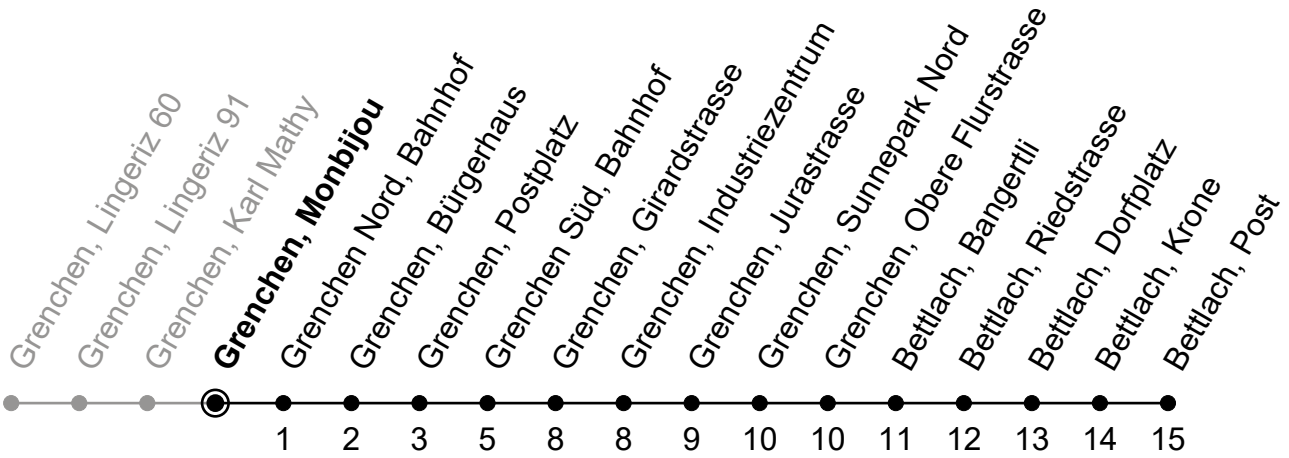 Grenchen, Lingeriz 60
Grenchen, Lingeriz 91
Grenchen, Karl Mathy
Grenchen, Monbijou
Grenchen Nord, Bahnhof
Grenchen, Bürgerhaus
Grenchen, Postplatz
Grenchen Süd, Bahnhof
Grenchen, Girardstrasse
Grenchen, Industriezentrum
Grenchen, Jurastrasse
Grenchen, Sunnepark Nord
Grenchen, Obere Flurstrasse
Bettlach, Bangertli
Bettlach, Riedstrasse
Bettlach, Dorfplatz
Bettlach, Krone
Bettlach, Post
1 2 3 5 8 8 9 10 10 11 12 13 14 15